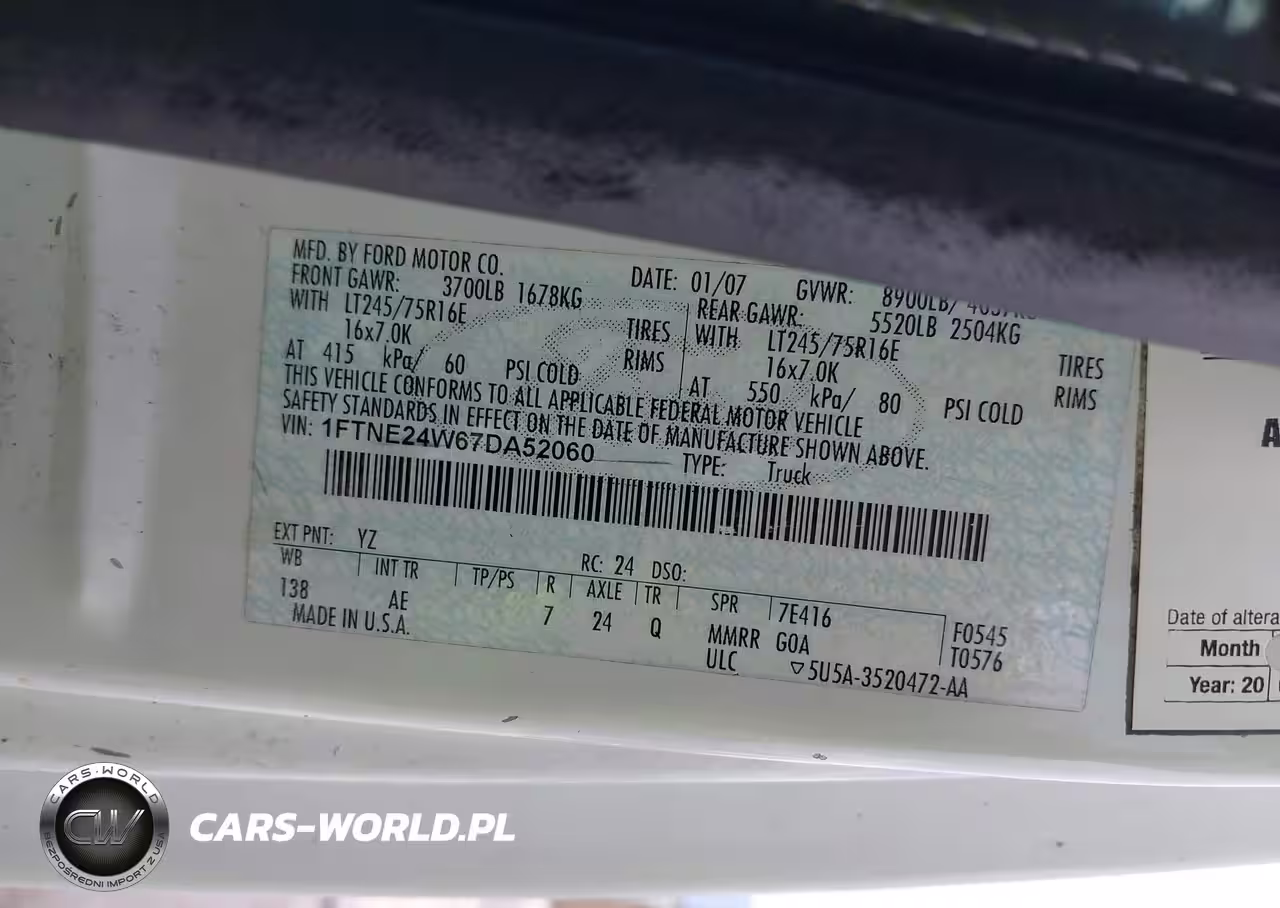 MFD. BY FORD MOTOR CO.
DATE: 01/07
GVWR: 8900LB/
FRONT GAWR: 3700LB 1678KG
REAR GAWR: 5520LB 2504KG
WITH LT245/75R16E TIRES
WITH LT245/75R16E TIRES
16x7.0K RIMS
16x7.0K RIMS
AT 415 kPa/ 60 PSI COLD
AT 550 kPa/ 80 PSI COLD
THIS VEHICLE CONFORMS TO ALL APPLICABLE FEDERAL MOTOR VEHICLE
SAFETY STANDARDS IN EFFECT ON THE DATE OF MANUFACTURE SHOWN ABOVE.
VIN: 1FTNE24W67DA52060 TYPE: Truck
EXT PNT: YZ RC: 24 DSO:
WB INT TR TP/PS R AXLE TR SPR 7E416 F0545
138 AE 7 24 Q MMRR G0A T0576
MADE IN U.S.A. ULC ▽5U5A-3520472-AA
Date of altera
Month
Year: 20
CARS-WORLD
CW
BEZPOŚREDNI IMPORT Z USA
CARS-WORLD.PL